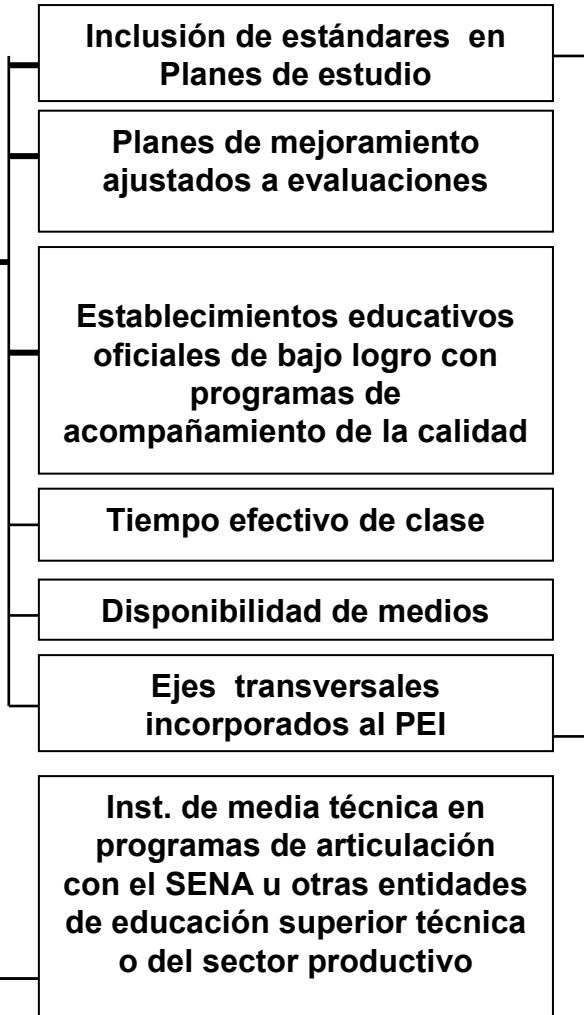 Inclusión de estándares en
Planes de estudio
Planes de mejoramiento
ajustados a evaluaciones
Establecimientos educativos
oficiales de bajo logro con
programas de
acompañamiento de la calidad
Tiempo efectivo de clase
Disponibilidad de medios
Ejes transversales
incorporados al PEI
Inst. de media técnica en
programas de articulación
con el SENA u otras entidades
de educación superior técnica
o del sector productivo